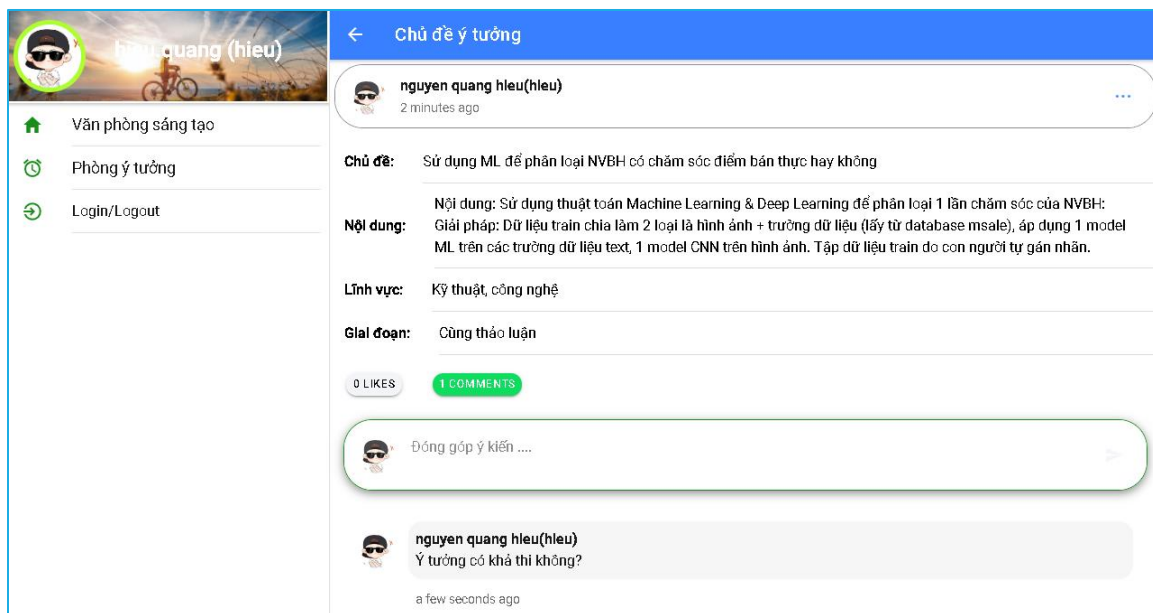 hieu.quang (hieu)
Văn phòng sáng tạo
Phòng ý tưởng
Login/Logout
Chủ đề ý tưởng
nguyen quang hieu(hieu)
2 minutes ago
...
Chủ đề: Sử dụng ML để phân loại NVBH có chăm sóc điểm bán thực hay không
Nội dung: Nội dung: Sử dụng thuật toán Machine Learning & Deep Learning để phân loại 1 lần chăm sóc của NVBH:
Giải pháp: Dữ liệu train chia làm 2 loại là hình ảnh + trường dữ liệu (lấy từ database msale), áp dụng 1 model
ML trên các trường dữ liệu text, 1 model CNN trên hình ảnh. Tập dữ liệu train do con người tự gán nhãn.
Lĩnh vực: Kỹ thuật, công nghệ
Giai đoạn: Cùng thảo luận
0 LIKES 1 COMMENTS
Đóng góp ý kiến ....
nguyen quang hieu(hieu)
Ý tưởng có khả thi không?
a few seconds ago